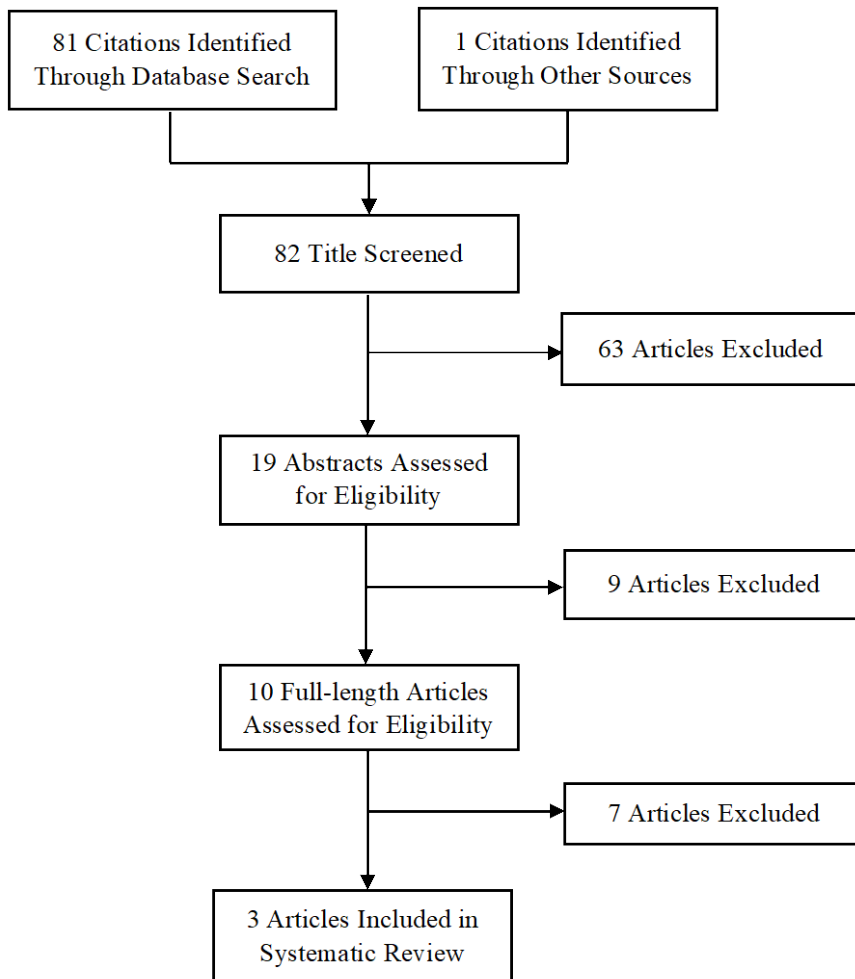 81 Citations Identified
Through Database Search
1 Citations Identified
Through Other Sources
82 Title Screened
63 Articles Excluded
19 Abstracts Assessed
for Eligibility
9 Articles Excluded
10 Full-length Articles
Assessed for Eligibility
7 Articles Excluded
3 Articles Included in
Systematic Review